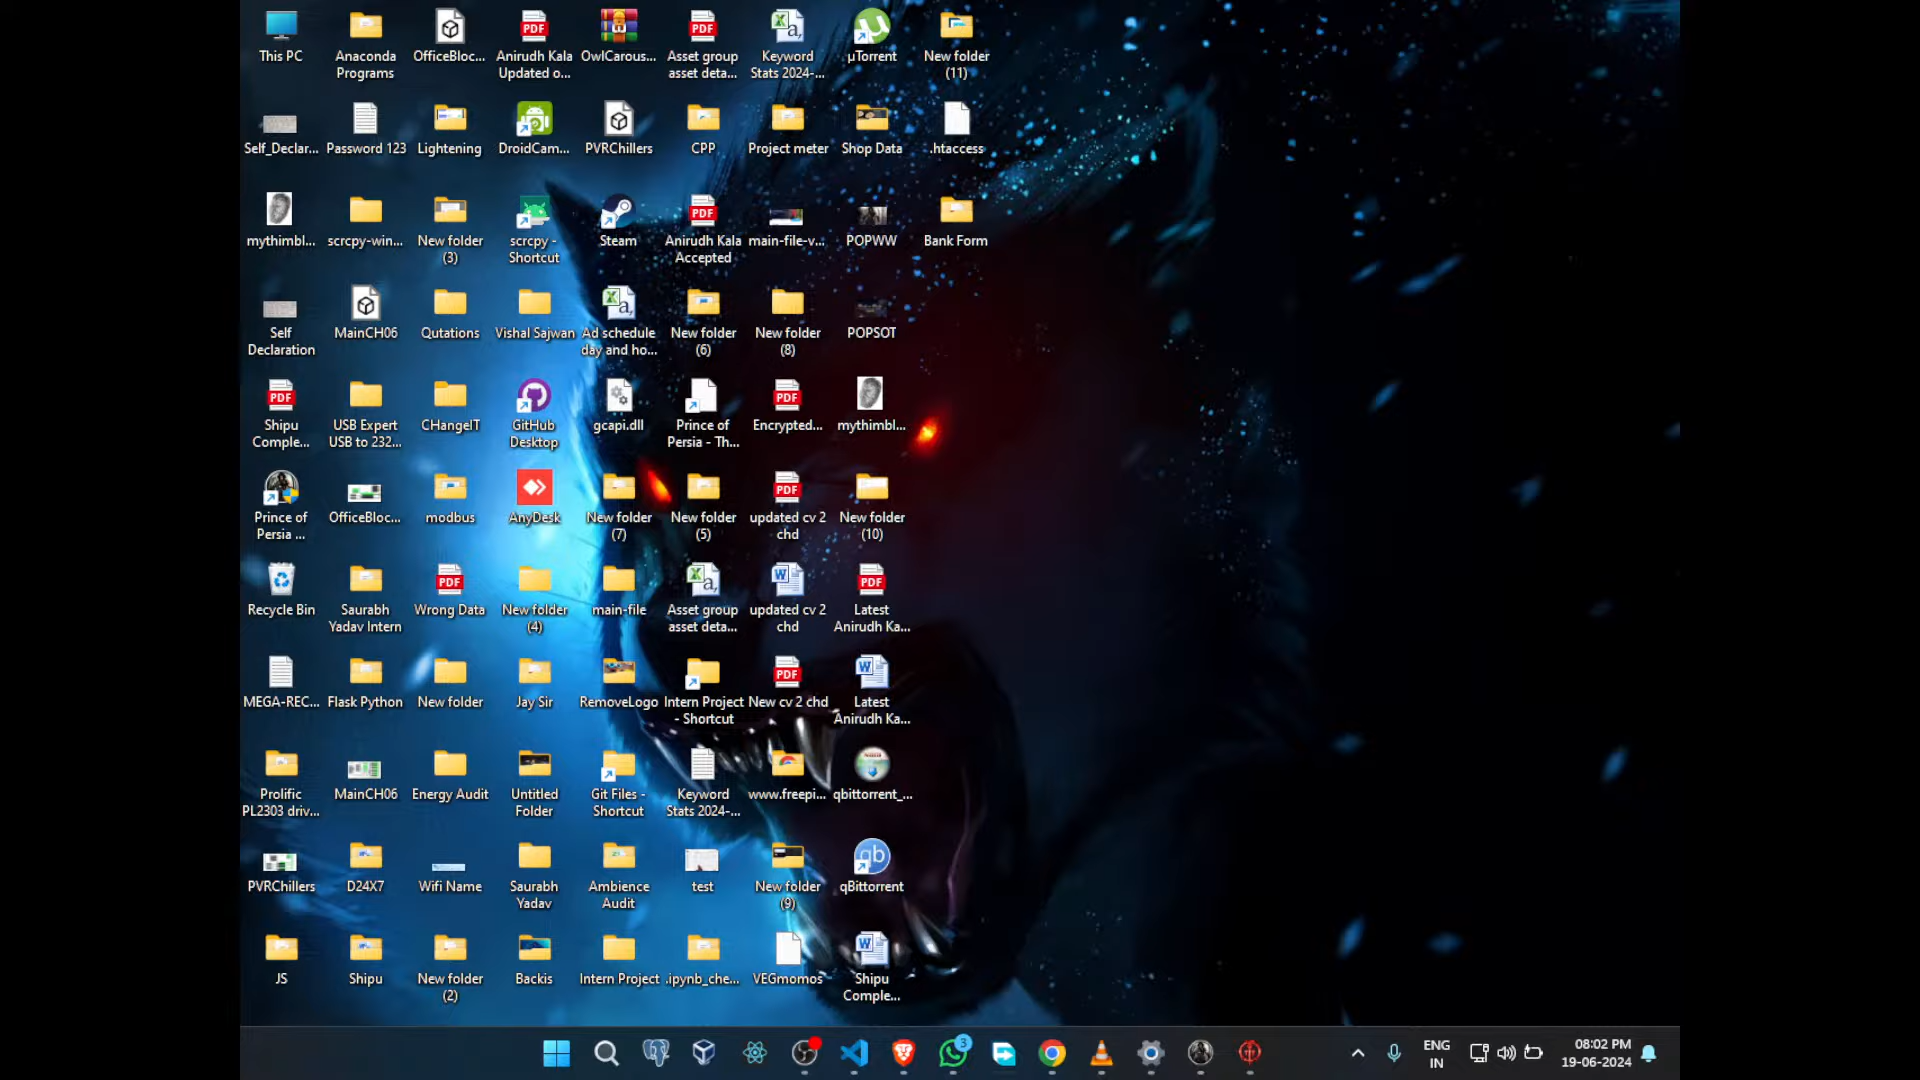 This PC
Anaconda
Programs
OfficeBloc...
Anirudh Kala
Updated o...
OwlCarous...
Asset group
asset deta...
Keyword
Stats 2024-...
µTorrent
New folder
(11)
Self_Declar...
Password 123
Lightening
DroidCam...
PVRChillers
CPP
Project meter
Shop Data
.htaccess
mythimbl...
scrcpy-win...
New folder
(3)
scrcpy -
Shortcut
Steam
Anirudh Kala
Accepted
main-file-v...
POPWW
Bank Form
Self
Declaration
MainCH06
Qutations
Vishal Sajwan
Ad schedule
day and ho...
New folder
(6)
New folder
(8)
POPSOT
Shipu
Comple...
USB Expert
USB to 232...
CHangeIT
GitHub
Desktop
gcapi.dll
Prince of
Persia - Th...
Encrypted...
mythimbl...
Prince of
Persia ...
OfficeBloc...
modbus
AnyDesk
New folder
(7)
New folder
(5)
updated cv 2
chd
New folder
(10)
Recycle Bin
Saurabh
Yadav Intern
Wrong Data
New folder
(4)
main-file
Asset group
asset deta...
updated cv 2
chd
Latest
Anirudh Ka...
MEGA-REC...
Flask Python
New folder
Jay Sir
RemoveLogo
Intern Project
- Shortcut
New cv 2 chd
Latest
Anirudh Ka...
Prolific
PL2303 driv...
MainCH06
Energy Audit
Untitled
Folder
Git Files -
Shortcut
Keyword
Stats 2024-...
www.freepi...
qbittorrent_...
PVRChillers
D24X7
Wifi Name
Saurabh
Yadav
Ambience
Audit
test
New folder
(9)
qBittorrent
JS
Shipu
New folder
(2)
Backis
Intern Project
.ipynb_che...
VEGmomos
Shipu
Comple...
3
ENG
IN
08:02 PM
19-06-2024